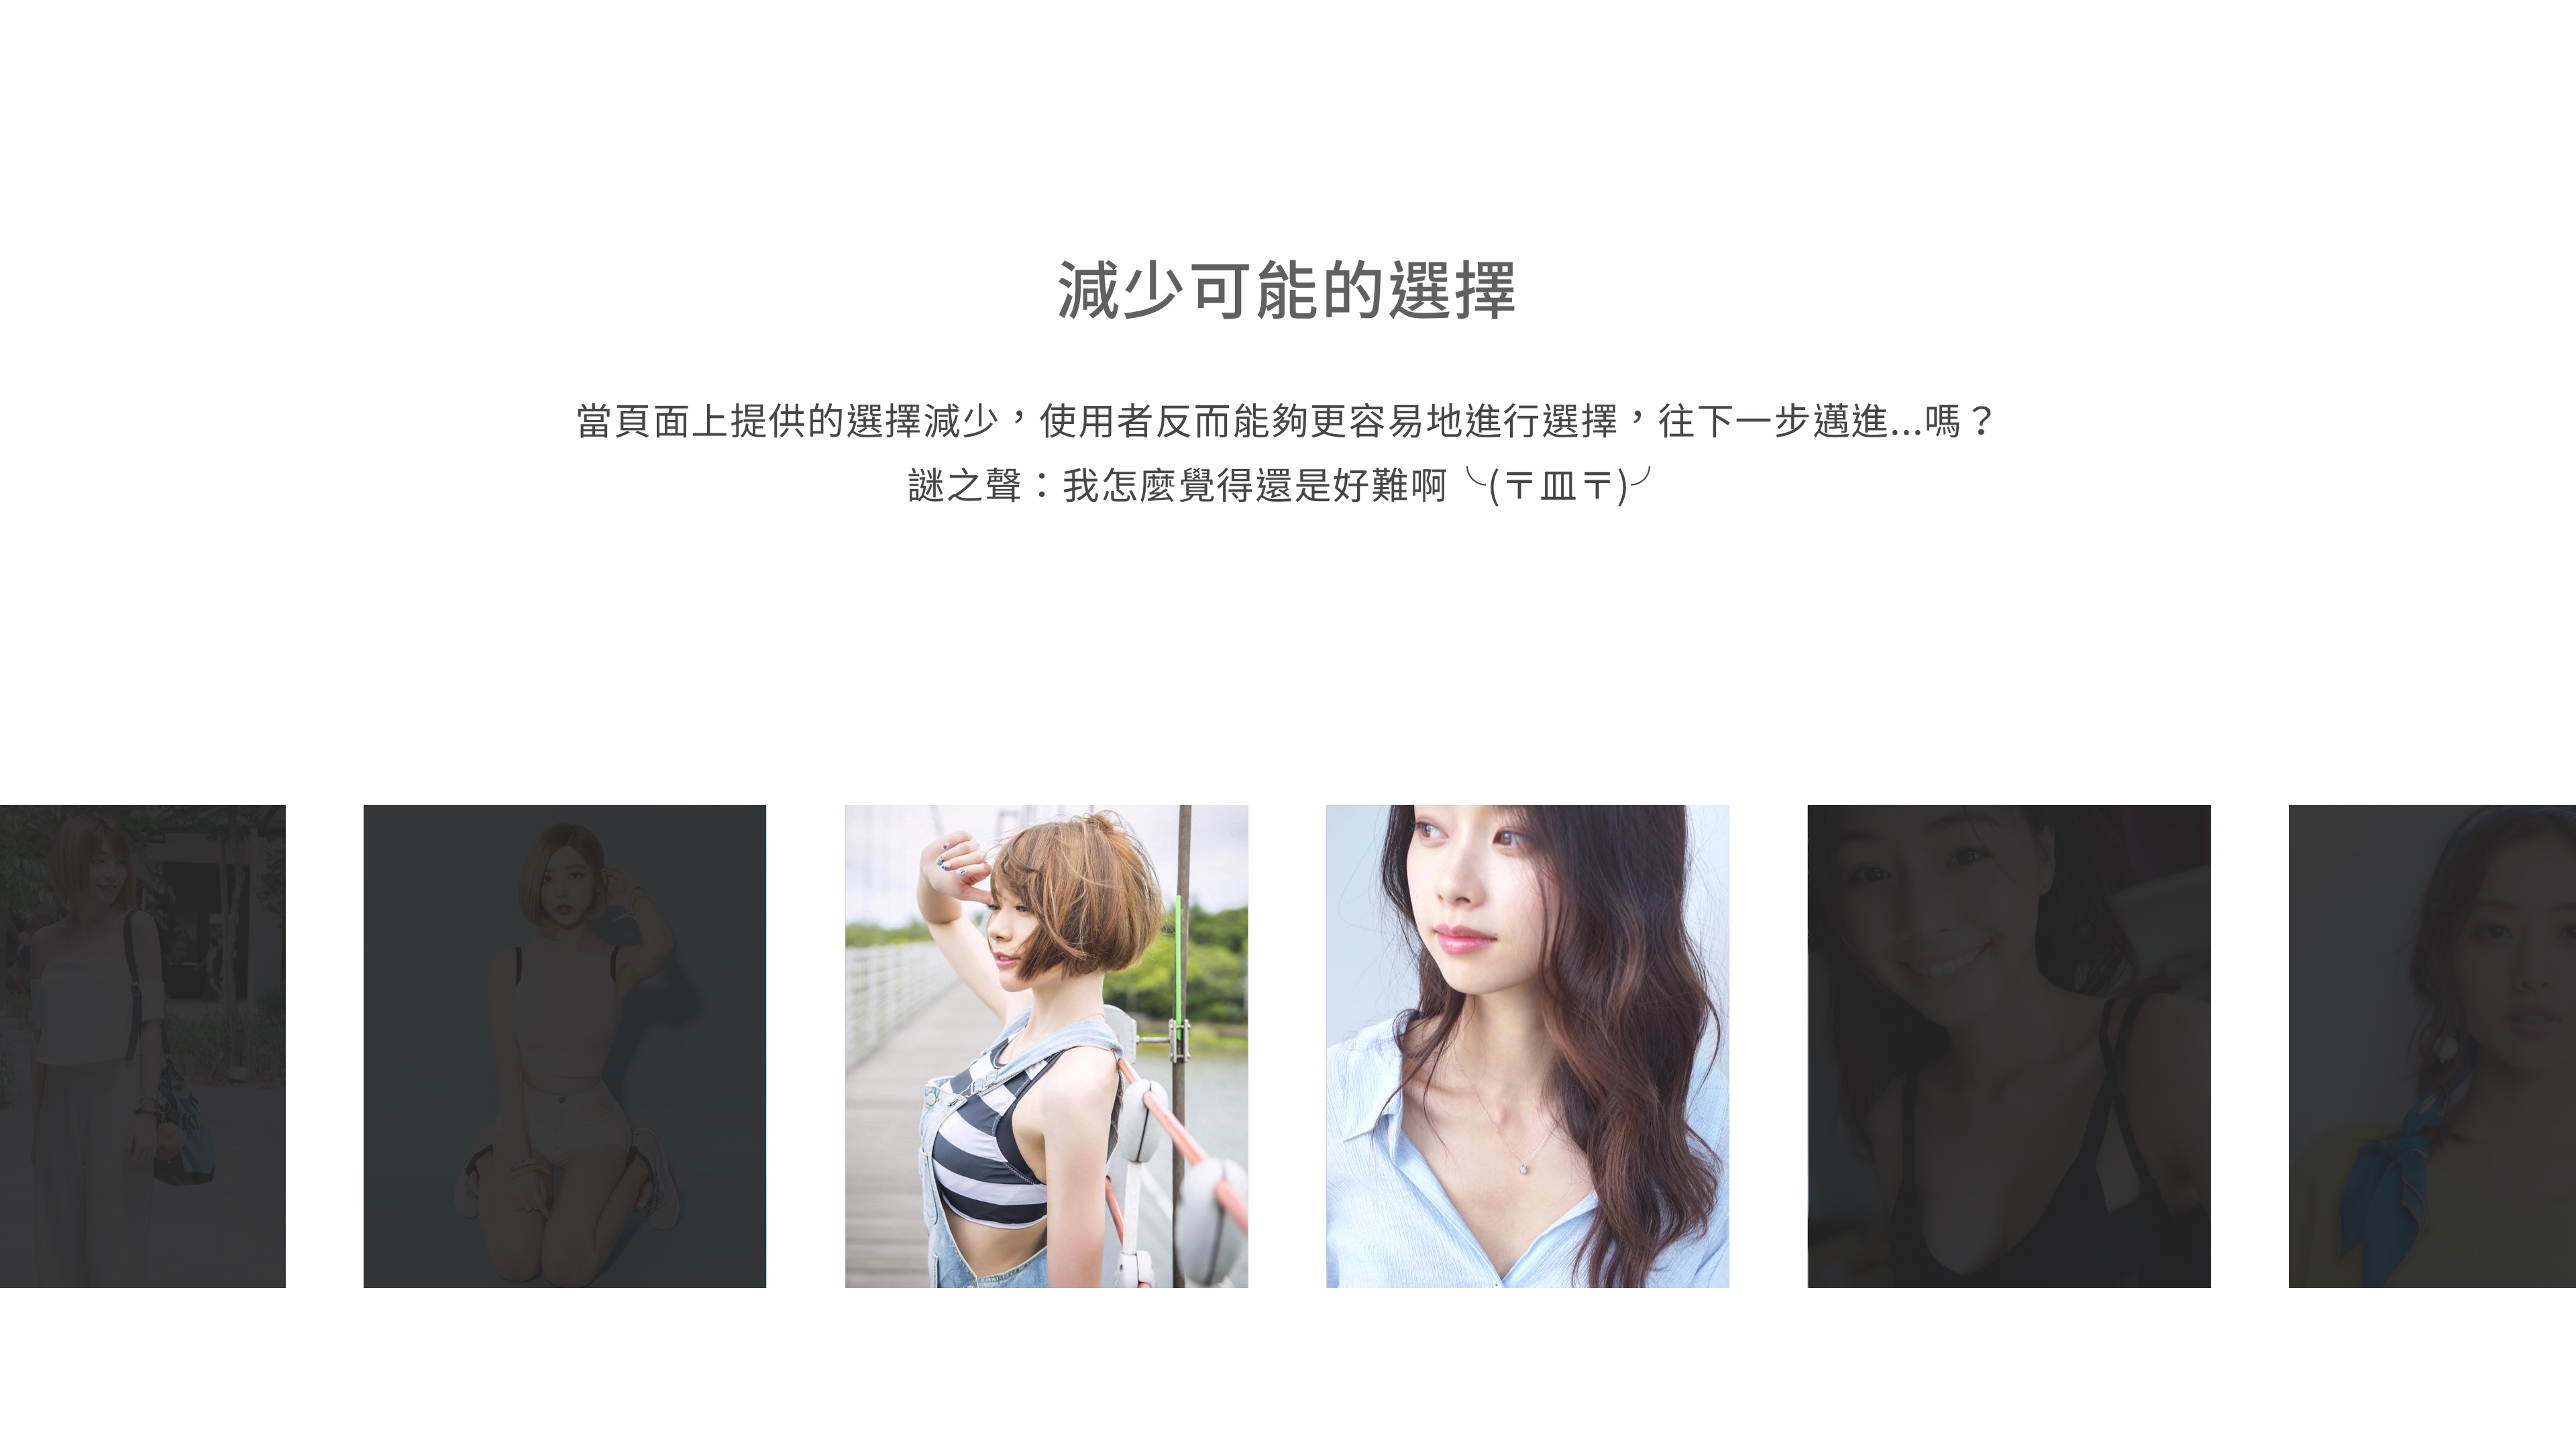 減少可能的選擇
當頁面上提供的選擇減少，使用者反而能夠更容易地進行選擇，往下一步邁進...嗎？
謎之聲：我怎麼覺得還是好難啊╰(〒皿〒)╯